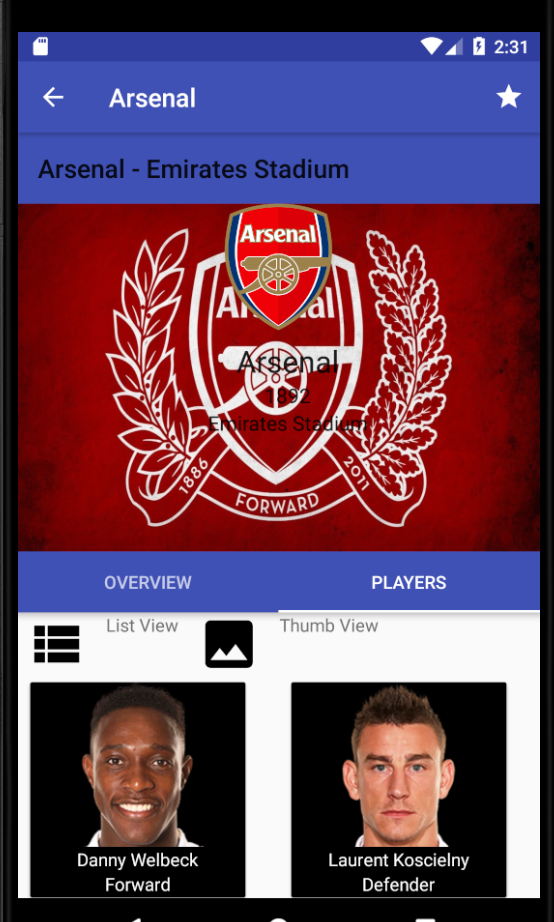 2:31
Arsenal
Arsenal - Emirates Stadium
Arsenal
Arsenal
Arsenal
1892
Emirates Stadium
1886
FORWARD
2011
OVERVIEW
PLAYERS
List View
Thumb View
Danny Welbeck
Forward
Laurent Koscielny
Defender